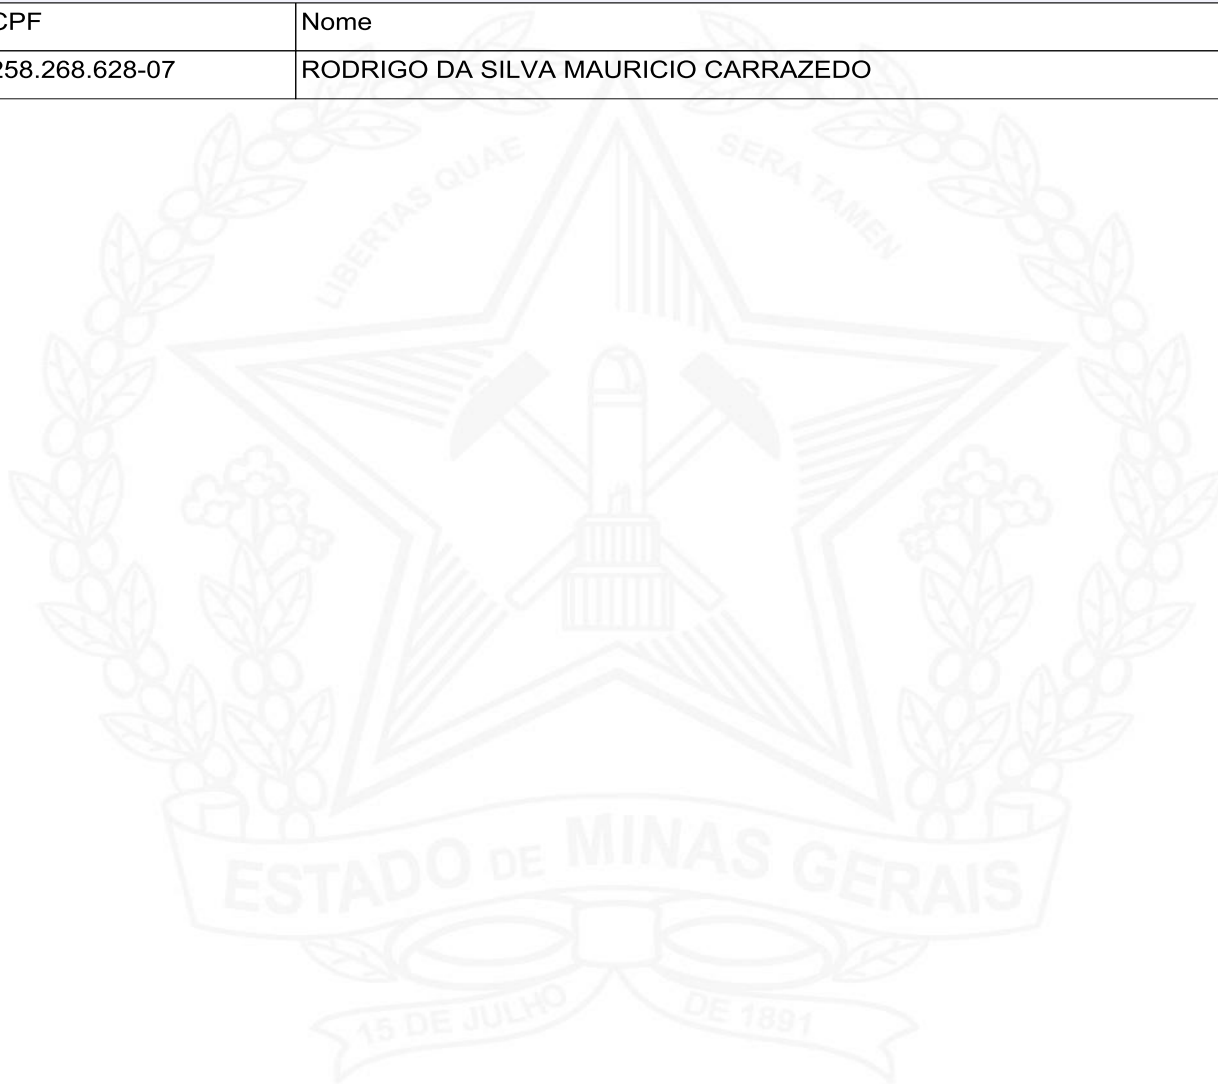 CPF Nome
258.268.628-07 RODRIGO DA SILVA MAURICIO CARRAZEDO
LIBERTAS QUAE SERA TAMEN
ESTADO DE MINAS GERAIS
15 DE JULHO DE 1891